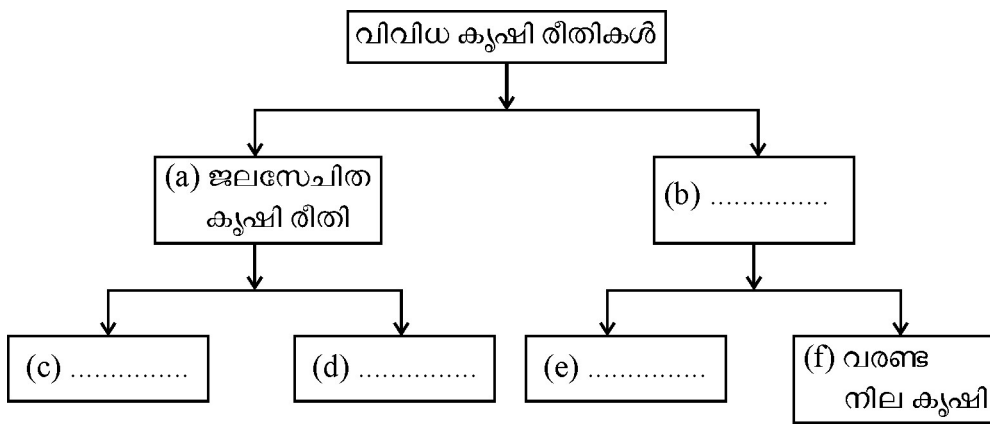 വിവിധ കൃഷി രീതികൾ
(a) ജലസേചിത
കൃഷി രീതി
(b) ...............
(c) ...............
(d) ...............
(e) ...............
(f) വരണ്ട
നില കൃഷി